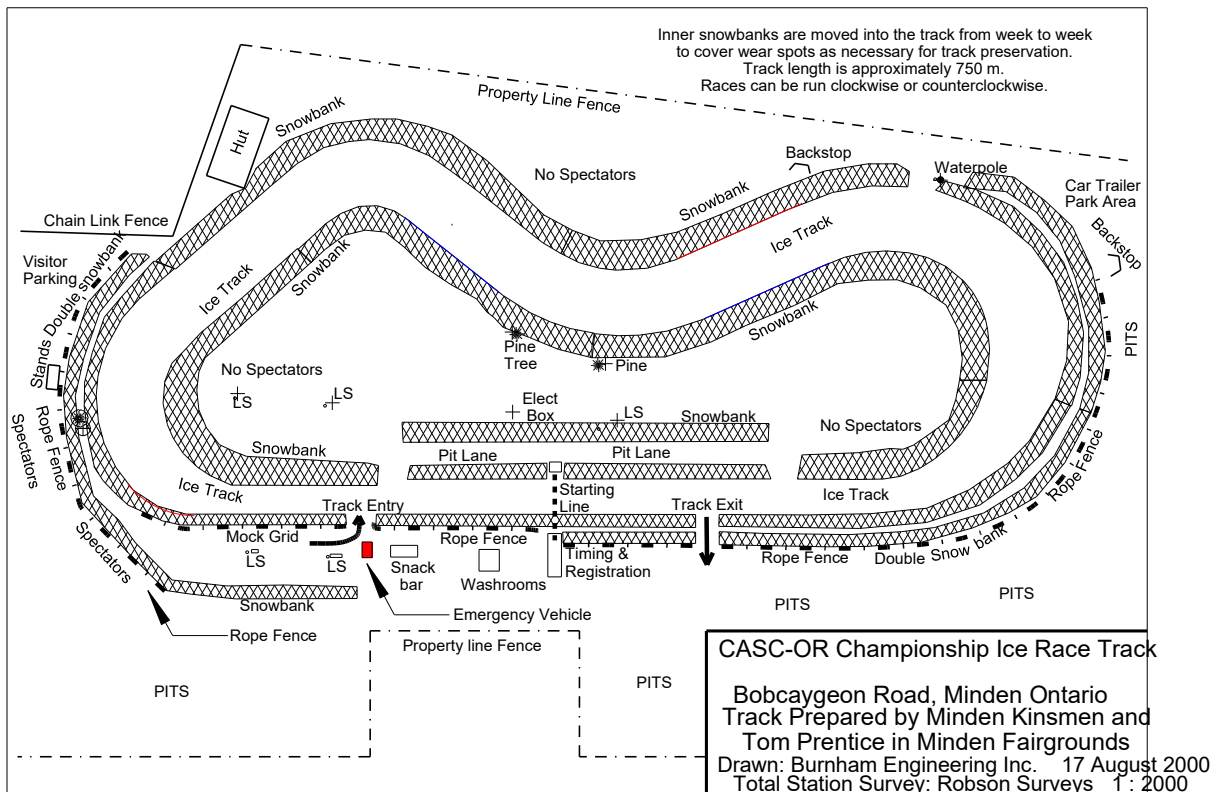 Inner snowbanks are moved into the track from week to week
to cover wear spots as necessary for track preservation.
Track length is approximately 750 m.
Races can be run clockwise or counterclockwise.
Property Line Fence
Snowbank
Hut
No Spectators
Backstop
Waterpole
Car Trailer
Park Area
Snowbank
Ice Track
Chain Link Fence
Backstop
Visitor
Parking
Double snowbank
Ice Track
Snowbank
Snowbank
PITS
Stands
Pine
Tree
Pine
No Spectators
LS
LS
Elect
Box
LS
Snowbank
No Spectators
Rope Fence
Spectators
Snowbank
Pit Lane
Pit Lane
Rope Fence
Ice Track
Track Entry
Starting
Line
Track Exit
Ice Track
Mock Grid
Rope Fence
Spectators
LS
LS
Snack
bar
Washrooms
Timing &
Registration
Rope Fence
Double
Snow bank
PITS
PITS
Snowbank
Emergency Vehicle
Rope Fence
Property line Fence
PITS
PITS
CASC-OR Championship Ice Race Track
Bobcaygeon Road, Minden Ontario
Track Prepared by Minden Kinsmen and
Tom Prentice in Minden Fairgrounds
Drawn: Burnham Engineering Inc. 17 August 2000
Total Station Survey: Robson Surveys 1 : 2000